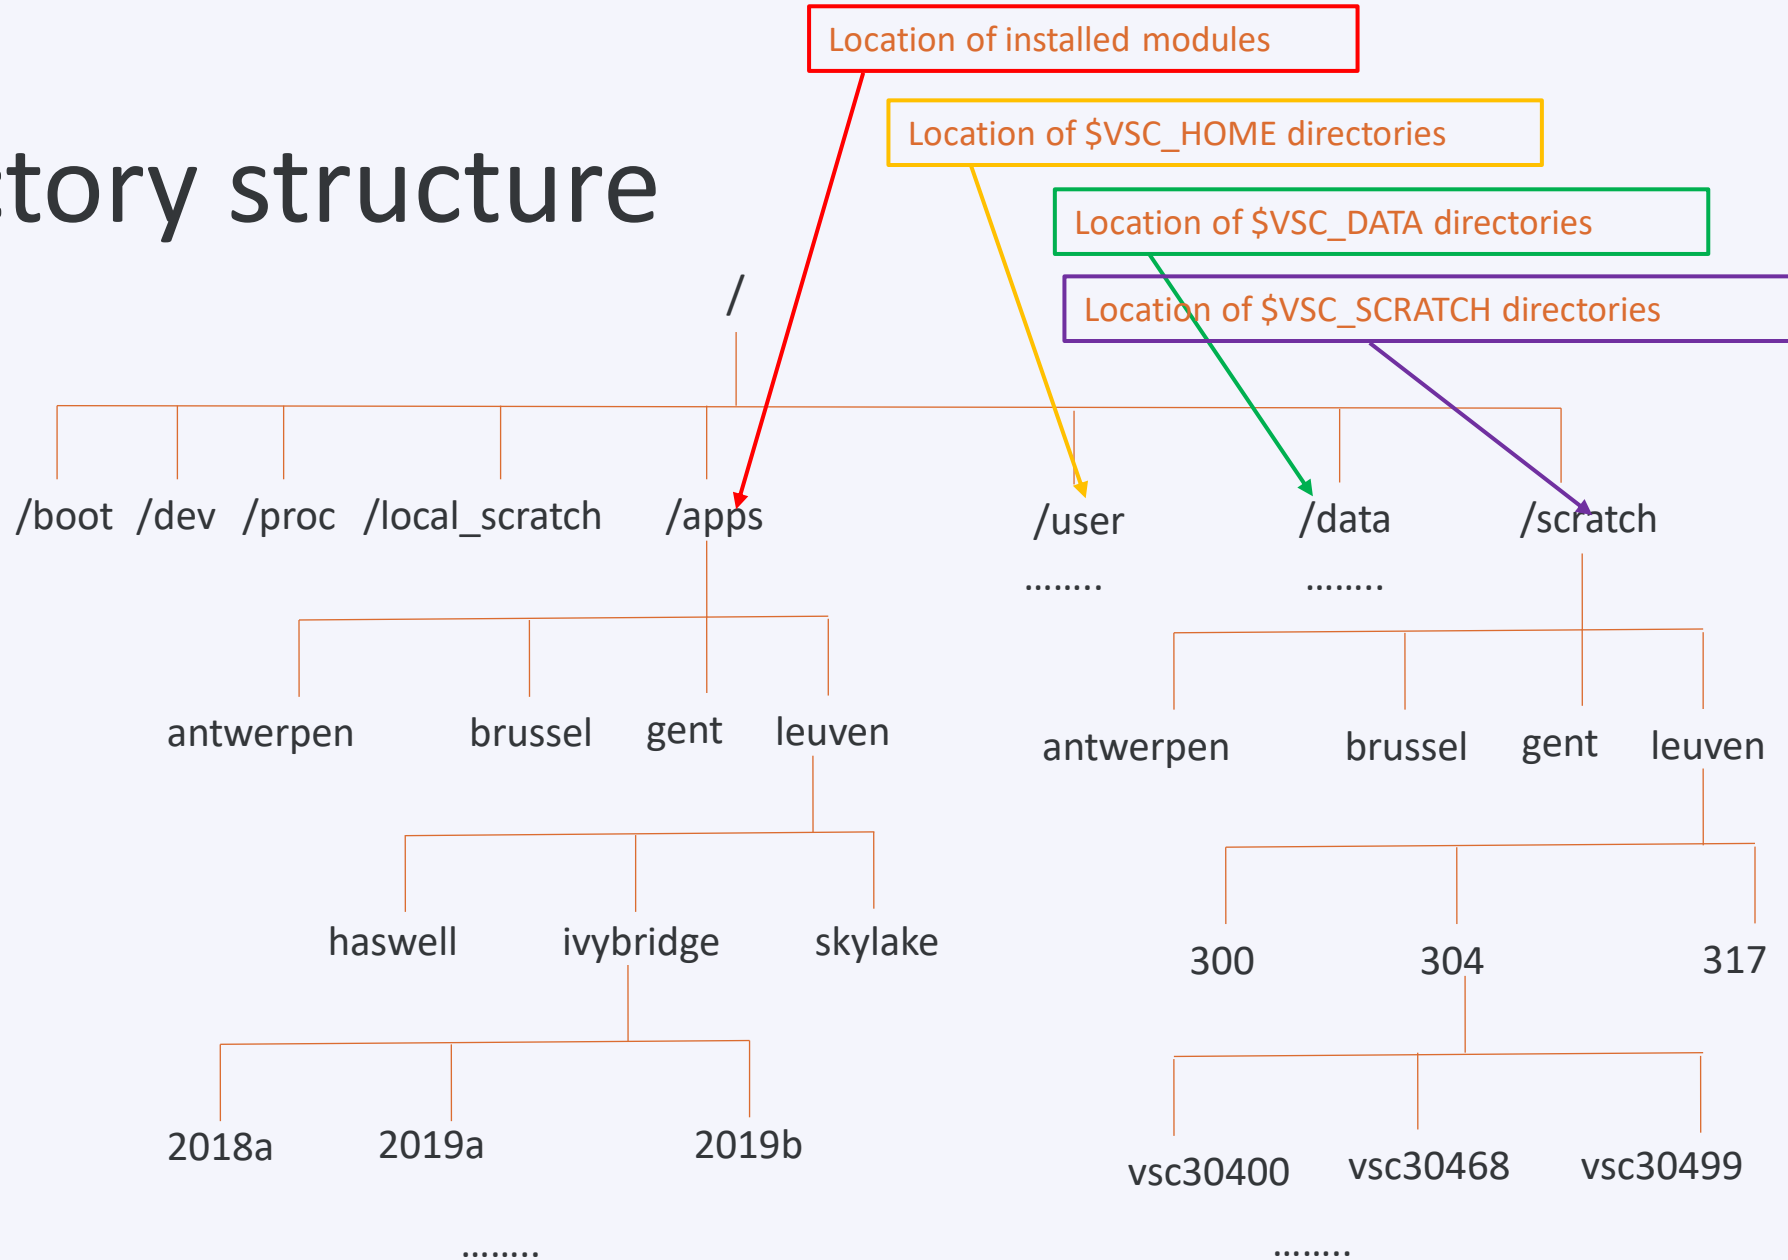 Location of installed modules
Location of $VSC_HOME directories
ctory structure
Location of $VSC_DATA directories
/
Location of $VSC_SCRATCH directories
/boot /dev /proc /local_scratch /apps /user /data /scratch
........ ........
antwerpen brussel gent leuven antwerpen brussel gent leuven
haswell ivybridge skylake 300 304 317
2018a 2019a 2019b vsc30400 vsc30468 vsc30499
........ ........